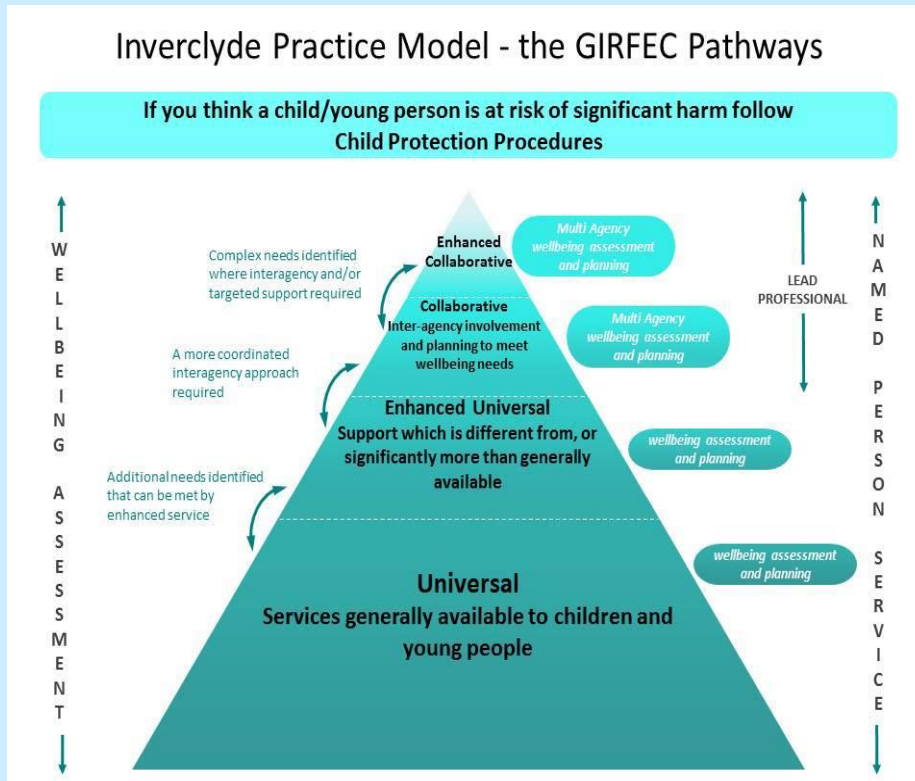 Inverclyde Practice Model - the GIRFEC Pathways
If you think a child/young person is at risk of significant harm follow
Child Protection Procedures
WELLBEING ASSESSMENT
Complex needs identified
where interagency and/or
targeted support required
A more coordinated
interagency approach
required
Additional needs identified
that can be met by
enhanced service
Enhanced
Collaborative
Collaborative
Inter-agency involvement
and planning to meet
wellbeing needs
Enhanced Universal
Support which is different from, or
significantly more than generally
available
Universal
Services generally available to children and
young people
Multi Agency
wellbeing assessment
and planning
Multi Agency
wellbeing assessment
and planning
wellbeing assessment
and planning
wellbeing assessment
and planning
LEAD
PROFESSIONAL
NAMED PERSON SERVICE